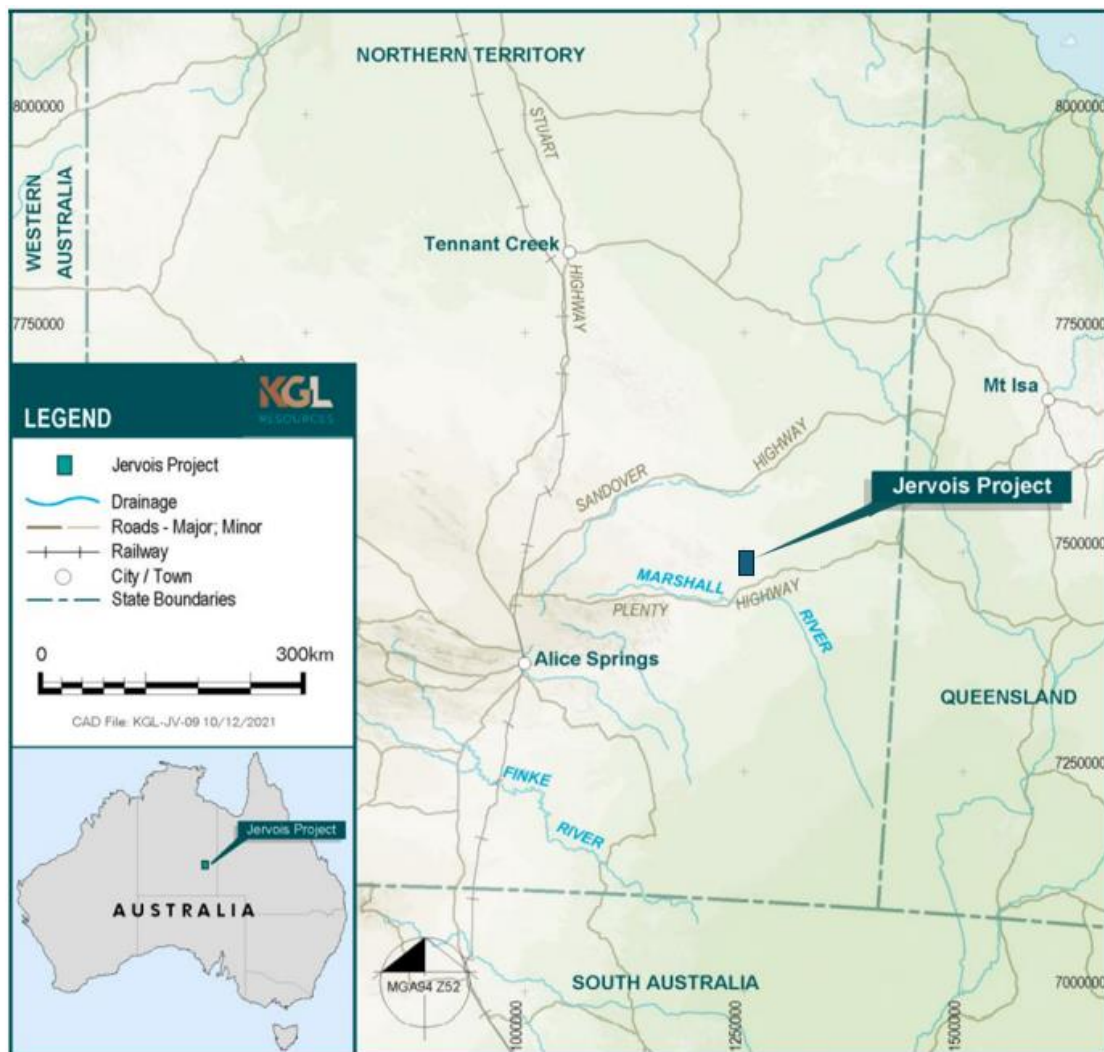 NORTHERN TERRITORY
8000000
8000000
STUART
WESTERN
AUSTRALIA
Tennant Creek
HIGHWAY
7750000
7750000
Mt Isa
KGL
RESOURCES
LEGEND
Jervois Project
Drainage
Roads - Major; Minor
Railway
City / Town
State Boundaries
0 300km
CAD File: KGL-JV-09 10/12/2021
SANDOVER
HIGHWAY
Jervois Project
7500000
MARSHALL
PLENTY
HIGHWAY
RIVER
Alice Springs
QUEENSLAND
7250000
FINKE
RIVER
Jervois Project
AUSTRALIA
MGA94 Z52
SOUTH AUSTRALIA
7000000
1000000
1250000
1500000